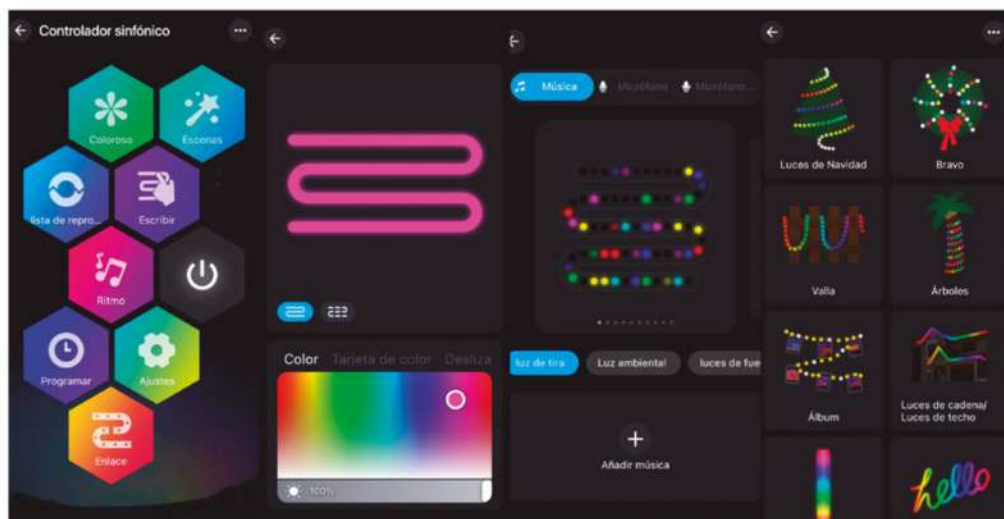 Controlador sinfónico
Coloroso
Escenas
lista de repro...
Escribir
Ritmo
Programar
Ajustes
Enlace
Color Tarjeta de color Desliza
100%
Música Micrófono Micrófono...
luz de tira Luz ambiental luces de fue
Añadir música
Luces de Navidad
Bravo
Valla
Árboles
Álbum
Luces de cadena/
Luces de techo
hello